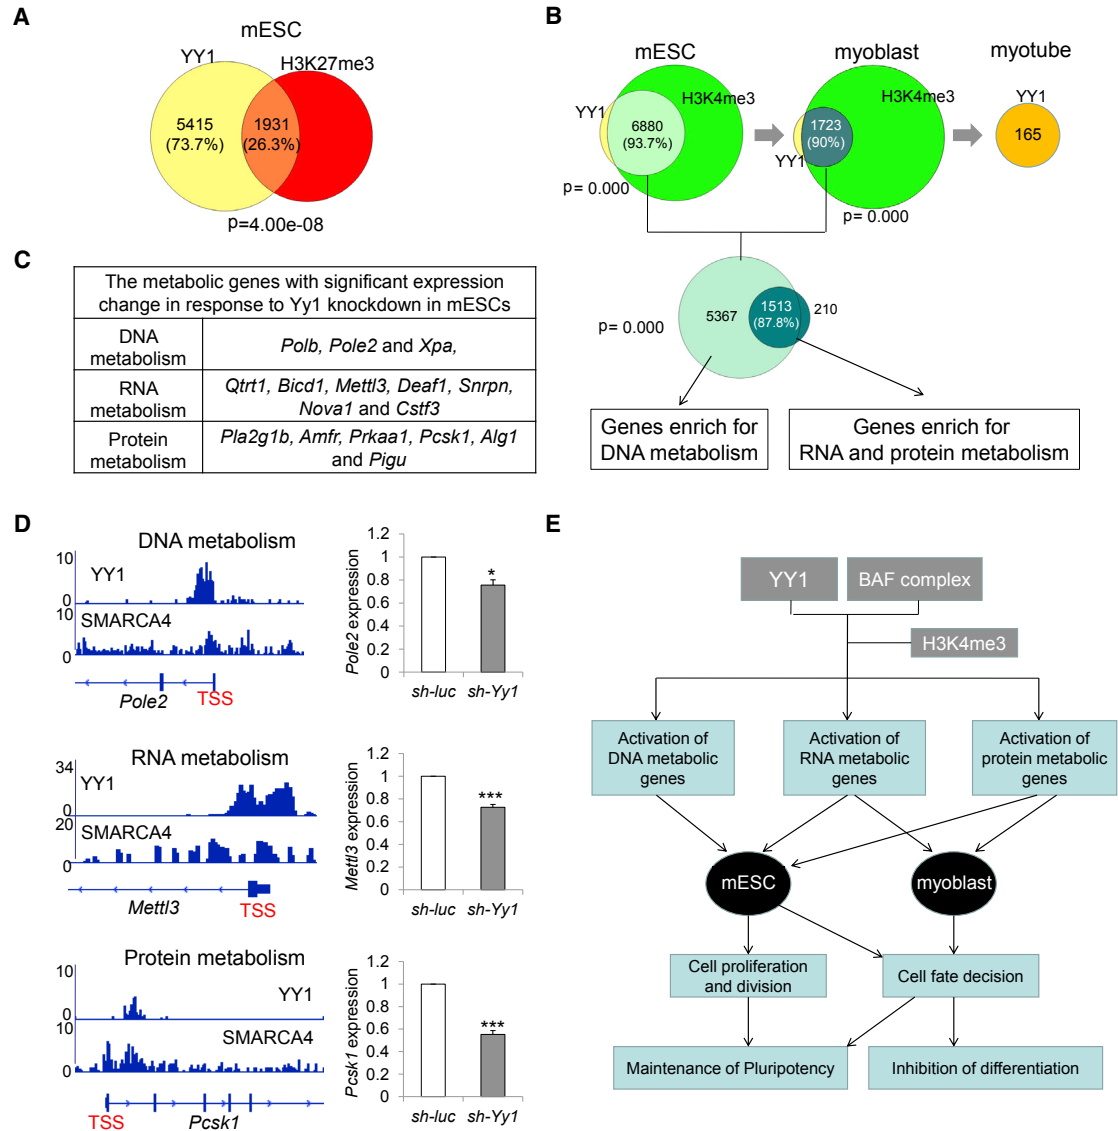 A
mESC
YY1
H3K27me3
5415
(73.7%)
1931
(26.3%)
p=4.00e-08
B
mESC
myoblast
myotube
YY1
H3K4me3
6880
(93.7%)
p= 0.000
H3K4me3
1723
(90%)
YY1
p= 0.000
YY1
165
5367
1513
(87.8%)
210
p= 0.000
Genes enrich for
DNA metabolism
Genes enrich for
RNA and protein metabolism
C
The metabolic genes with significant expression
change in response to Yy1 knockdown in mESCs
DNA
metabolism
Polb, Pole2 and Xpa,
RNA
metabolism
Qtrt1, Bicd1, Mettl3, Deaf1, Snrpn,
Nova1 and Cstf3
Protein
metabolism
Pla2g1b, Amfr, Prkaa1, Pcsk1, Alg1
and Pigu
D
DNA metabolism
10
YY1
0
10
SMARCA4
0
Pole2
TSS
Pole2 expression
1.2
1
0.8
0.6
0.4
0.2
0
*
sh-luc
sh-Yy1
RNA metabolism
34
YY1
0
20
SMARCA4
0
Mettl3
TSS
Mettl3 expression
1.2
1
0.8
0.6
0.4
0.2
0
***
sh-luc
sh-Yy1
Protein metabolism
10
YY1
0
10
SMARCA4
0
TSS
Pcsk1
Pcsk1 expression
1.2
1
0.8
0.6
0.4
0.2
0
***
sh-luc
sh-Yy1
E
YY1
BAF complex
H3K4me3
Activation of
DNA metabolic
genes
Activation of
RNA metabolic
genes
Activation of
protein metabolic
genes
mESC
myoblast
Cell proliferation
and division
Cell fate decision
Maintenance of Pluripotency
Inhibition of differentiation